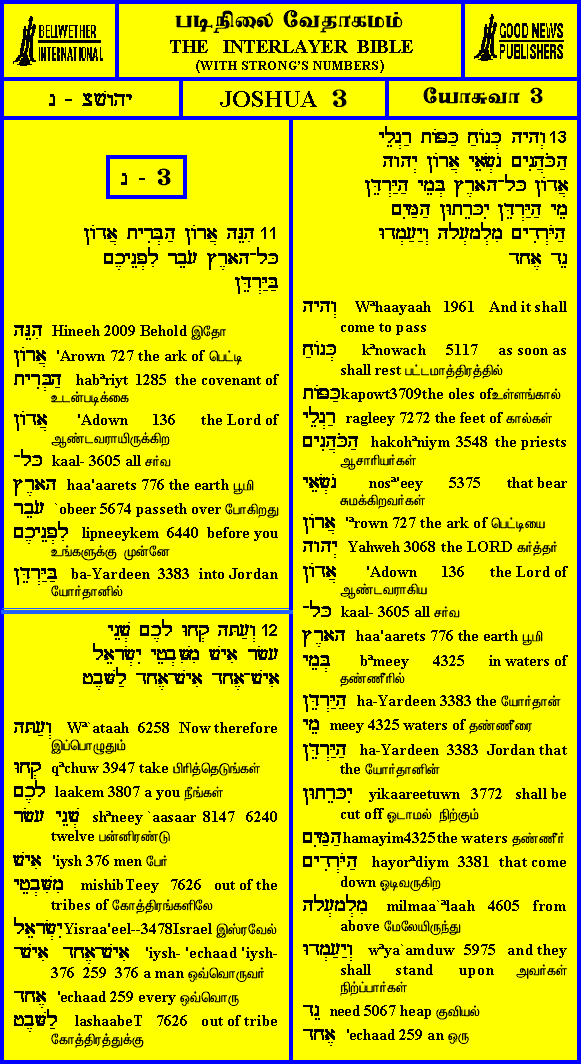 BELLWETHER
INTERNATIONAL
படிநிலை வேதாகமம்
THE INTERLAYER BIBLE
(WITH STRONG'S NUMBERS)
GOOD NEWS
PUBLISHERS
יהושצ - נ
JOSHUA 3
யோசுவா 3
נ - 3
11 הִנֵּה אֲרוֹן הַבְּרִית אֲדוֹן
כָּל־הָאָרֶץ עֹבֵר לִפְנֵיכֶם
בַּיַּרְדֵּן
הִנֵּה Hineeh 2009 Behold இதோ
אֲרוֹן 'Arown 727 the ark of பெட்டி
הַבְּרִית habªriyt 1285 the covenant of
உடன்படிக்கை
אֲדוֹן 'Adown 136 the Lord of
ஆண்டவராயிருக்கிற
כָּל־ kaal- 3605 all சர்வ
הָאָרֶץ haa'aarets 776 the earth பூமி
עֹבֵר `obeer 5674 passeth over போகிறது
לִפְנֵיכֶם lipneeykem 6440 before you
உங்களுக்கு முன்னே
בַּיַּרְדֵּן ba-Yardeen 3383 into Jordan
யோர்தானில்
12 וְעַתָּה קְחוּ לָכֶם שְׁנֵי
עָשָׂר אִישׁ מִשִּׁבְטֵי יִשְׂרָאֵל
אִישׁ־אֶחָד אִישׁ־אֶחָד לַשָּׁבֶט
וְעַתָּה Wª`ataah 6258 Now therefore
இப்பொழுதும்
קְחוּ qªchuw 3947 take பிரித்தெடுங்கள்
לָכֶם laakem 3807 a you நீங்கள்
שְׁנֵי עָשָׂר shªneey `aasaar 8147 6240
twelve பன்னிரண்டு
אִישׁ 'iysh 376 men பேர்
מִשִּׁבְטֵי mishibTeey 7626 out of the
tribes of கோத்திரங்களிலே
יִשְׂרָאֵל Yisraa'eel--3478Israel இஸ்ரவேல்
אִישׁ־אֶחָד אִישׁ 'iysh- 'echaad 'iysh-
376 259 376 a man ஒவ்வொருவர்
אֶחָד 'echaad 259 every ஒவ்வொரு
לַשָּׁבֶט lashaabeT 7626 out of tribe
கோத்திரத்துக்கு
13 וְהָיָה כְּנוֹחַ כַּפּוֹת רַגְלֵי
הַכֹּהֲנִים נֹשְׂאֵי אֲרוֹן יְהוָה
אֲדוֹן כָּל־הָאָרֶץ בְּמֵי הַיַּרְדֵּן
מֵי הַיַּרְדֵּן יִכָּרֵתוּן הַמַּיִם
הַיֹּרְדִים מִלְמָעְלָה וְיַעַמְדוּ
נֵד אֶחָד
וְהָיָה Wªhaayaah 1961 And it shall
come to pass
כְּנוֹחַ kªnowach 5117 as soon as
shall rest பட்டமாத்திரத்தில்
כַּפּוֹת kapowt3709the oles of உள்ளங்கால்
רַגְלֵי ragleey 7272 the feet of கால்கள்
הַכֹּהֲנִים hakohªniym 3548 the priests
ஆசாரியர்கள்
נֹשְׂאֵי nosª'eey 5375 that bear
சுமக்கிறவர்கள்
אֲרוֹן 'ªrown 727 the ark of பெட்டியை
יְהוָה Yahweh 3068 the LORD கர்த்தர்
אֲדוֹן 'Adown 136 the Lord of
ஆண்டவராகிய
כָּל־ kaal- 3605 all சர்வ
הָאָרֶץ haa'aarets 776 the earth பூமி
בְּמֵי bªmeey 4325 in waters of
தண்ணீரில்
הַיַּרְדֵּן ha-Yardeen 3383 the யோர்தான்
מֵי meey 4325 waters of தண்ணீரை
הַיַּרְדֵּן ha-Yardeen 3383 Jordan that
the யோர்தானின்
יִכָּרֵתוּן yikaareetuwn 3772 shall be
cut off ஓடாமல் நிற்கும்
הַמַּיִם hamayim4325the waters தண்ணீர்
הַיֹּרְדִים hayorªdiym 3381 that come
down ஓடிவருகிற
מִלְמָעְלָה milmaa`ªlaah 4605 from
above மேலேயிருந்து
וְיַעַמְדוּ wªya`amduw 5975 and they
shall stand upon அவர்கள்
நிற்ப்பார்கள்
נֵד need 5067 heap குவியல்
אֶחָד 'echaad 259 an ஒரு